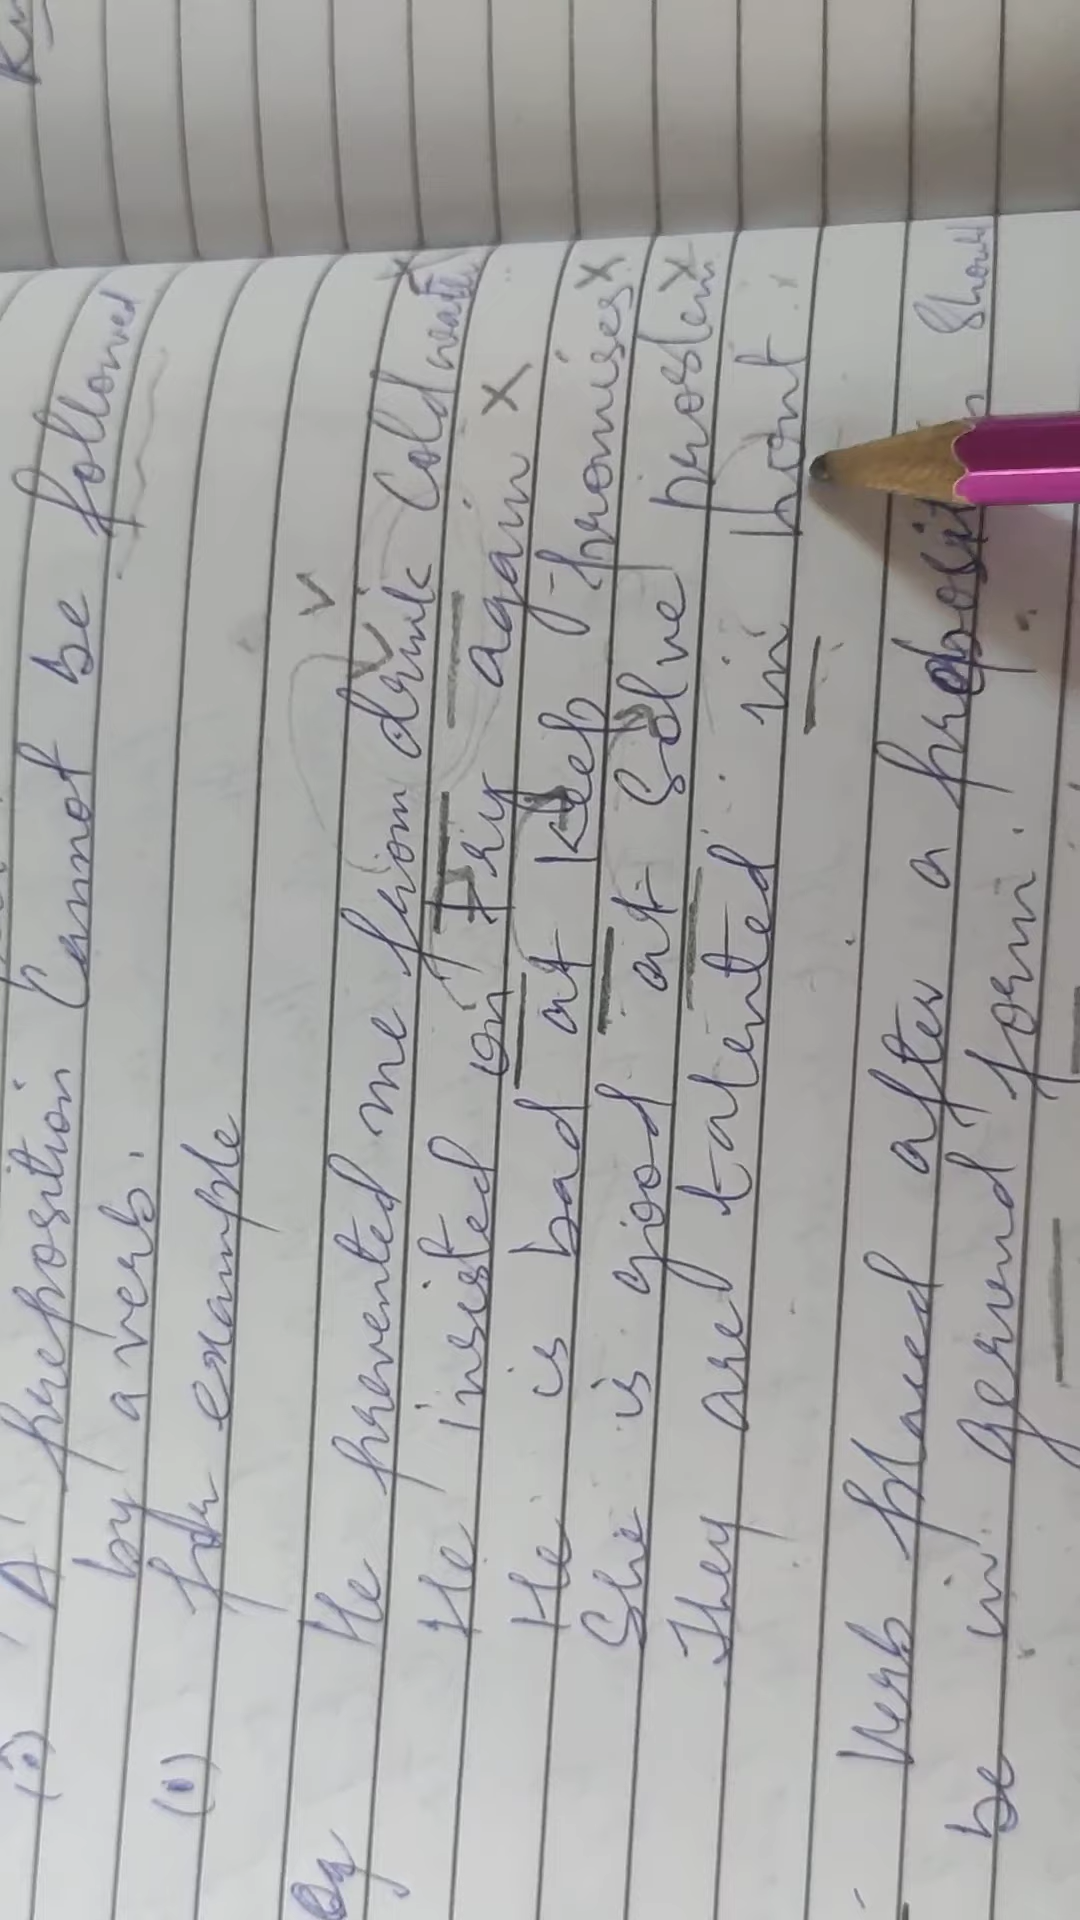 (i) A preposition cannot be followed
by a verb.
(1) for example
Eg He prevented me from drink cold water ×
He insisted on try again ×
He is bad at keep promises ×
She is good at solve problem ×
They are talented in
Verb placed after a preposition should
be in gerund form.